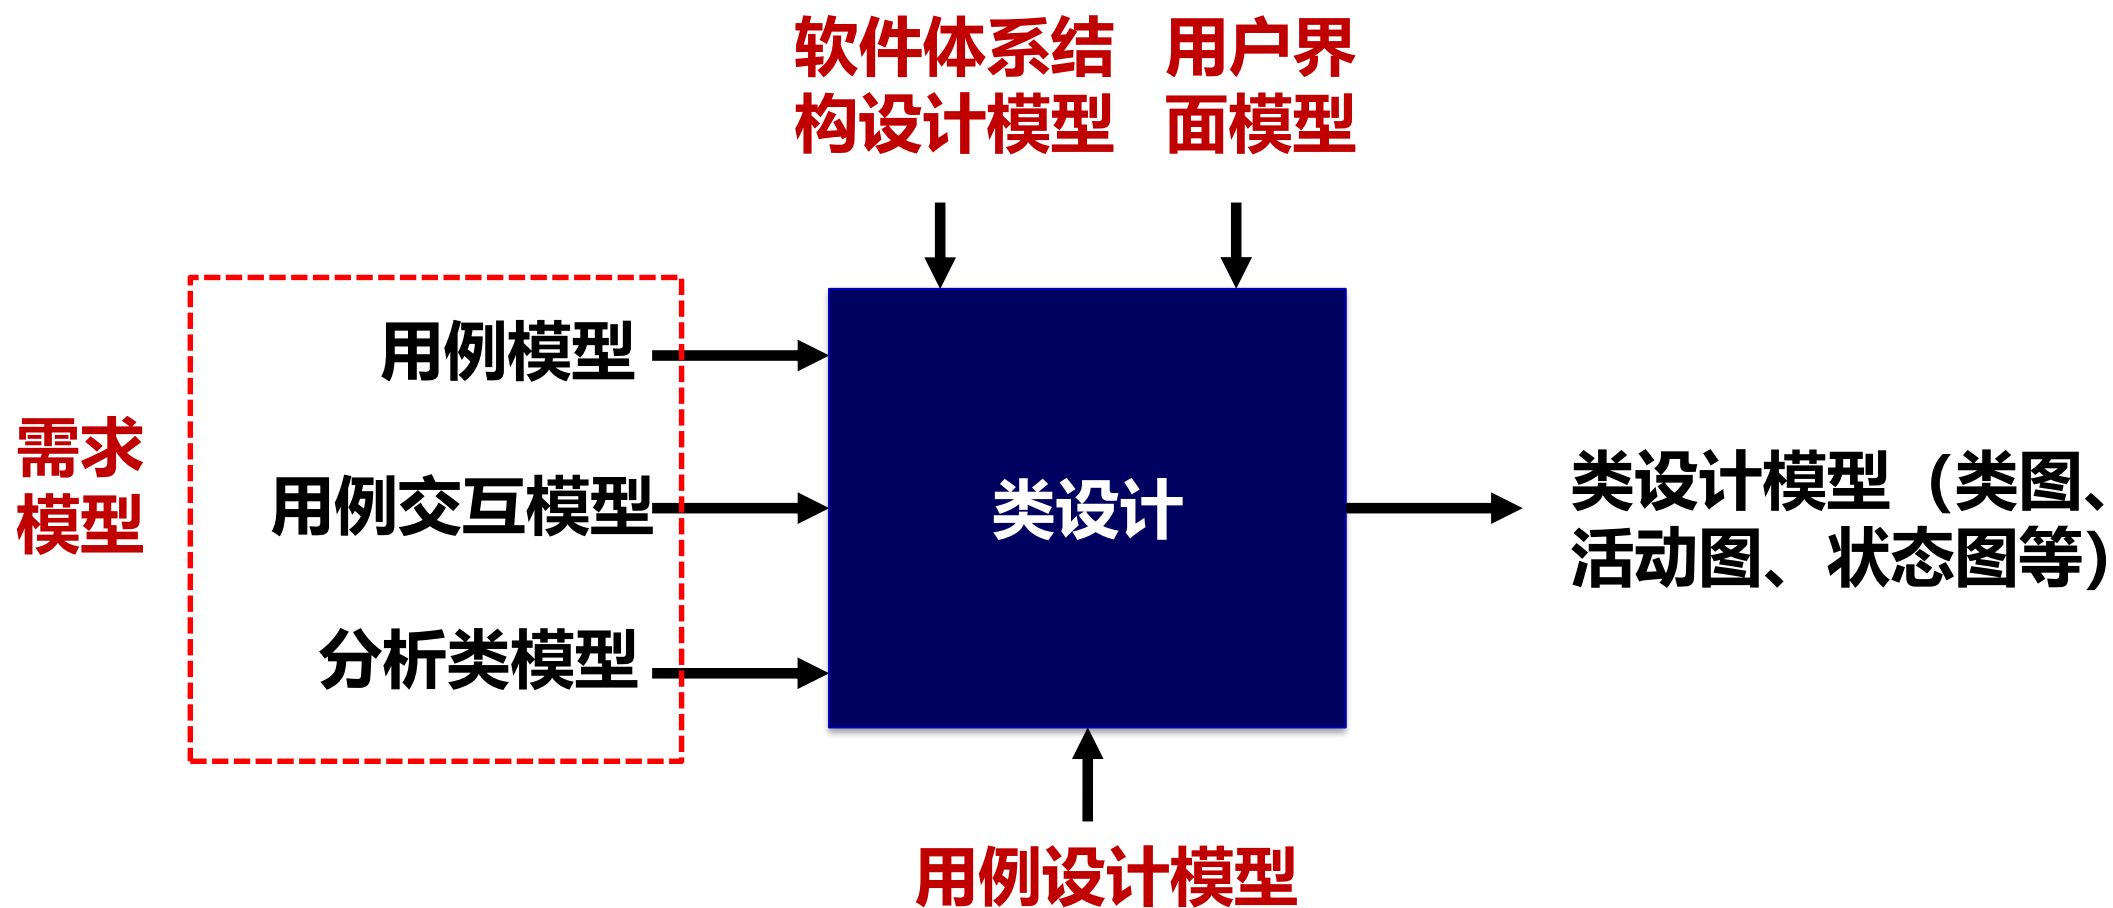 软件体系结
构设计模型
用户界
面模型
需求
模型
用例模型
用例交互模型
分析类模型
类设计
类设计模型（类图、
活动图、状态图等）
用例设计模型